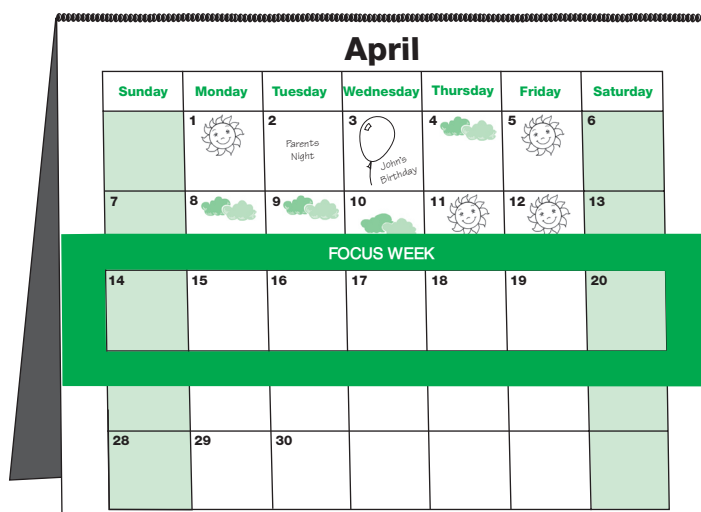 April
Sunday Monday Tuesday Wednesday Thursday Friday Saturday
1 2 3 4 5 6
Parents
Night
John's
Birthday
7 8 9 10 11 12 13
FOCUS WEEK
14 15 16 17 18 19 20
28 29 30